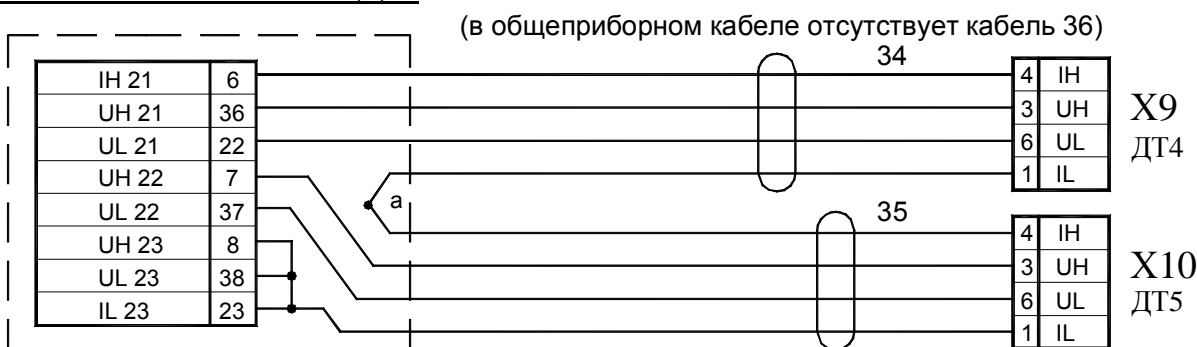 (в общеприборном кабеле отсутствует кабель 36)
34
IH 21 6
UH 21 36
UL 21 22
UH 22 7
UL 22 37
UH 23 8
UL 23 38
IL 23 23
a
4 IH
3 UH
6 UL
1 IL
X9
ДТ4
35
4 IH
3 UH
6 UL
1 IL
X10
ДТ5